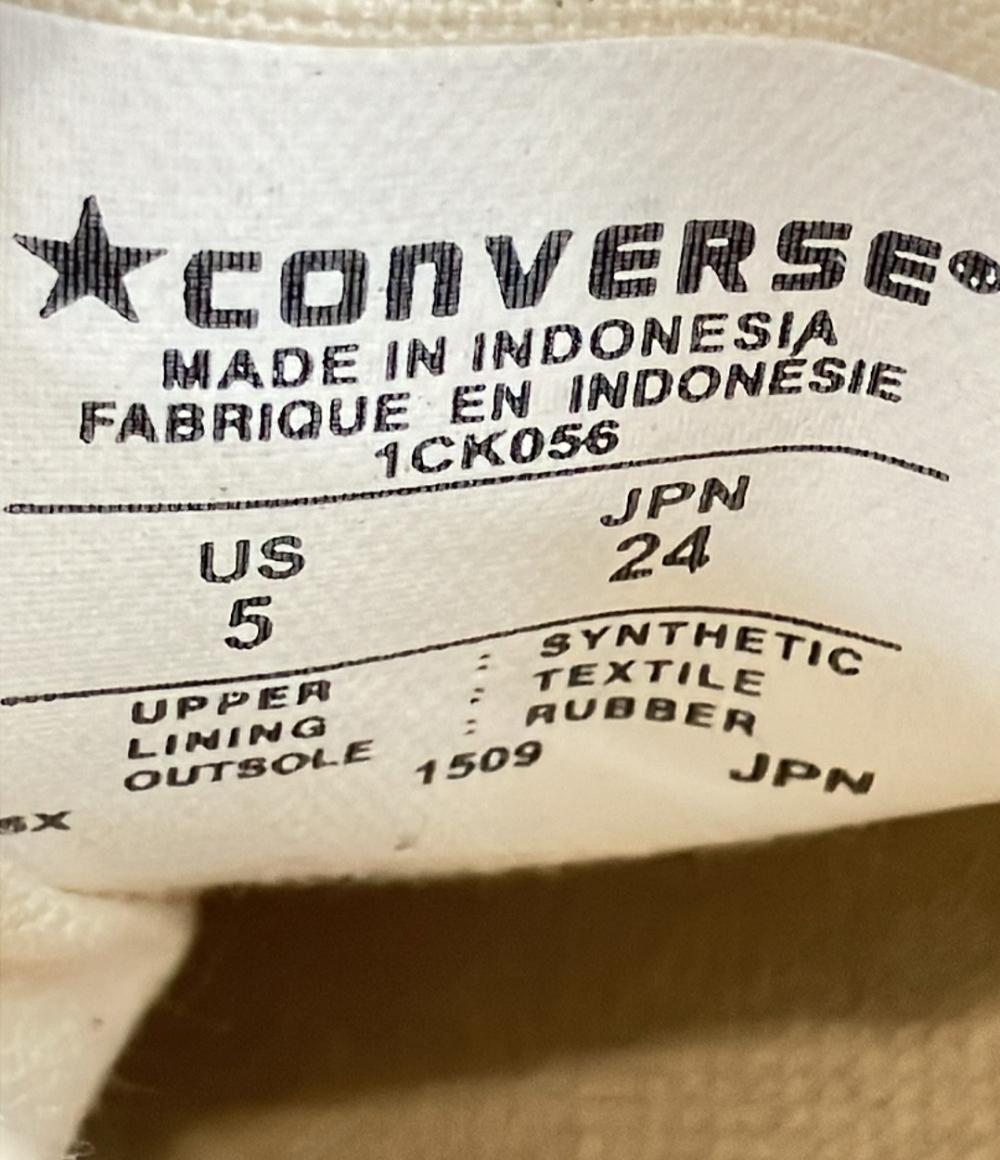 ★CONVERSE®
MADE IN INDONESIA
FABRIQUE EN INDONÉSIE
1CK056
US JPN
5 24
UPPER : SYNTHETIC
LINING : TEXTILE
OUTSOLE : RUBBER
1509 JPN